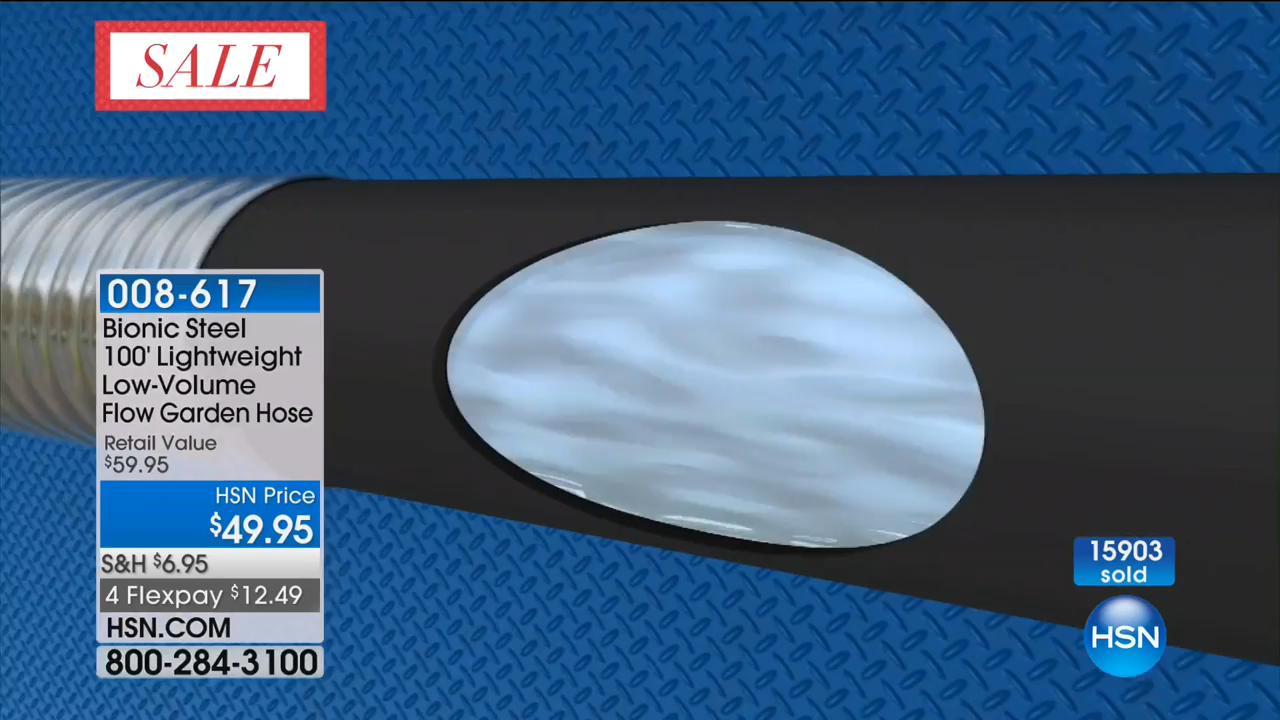 SALE
008-617
Bionic Steel
100' Lightweight
Low-Volume
Flow Garden Hose
Retail Value
$59.95
HSN Price
$49.95
S&H $6.95
4 Flexpay $12.49
HSN.COM
800-284-3100
15903
sold
HSN